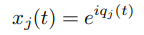 x_j(t) = e^{iq_j(t)}